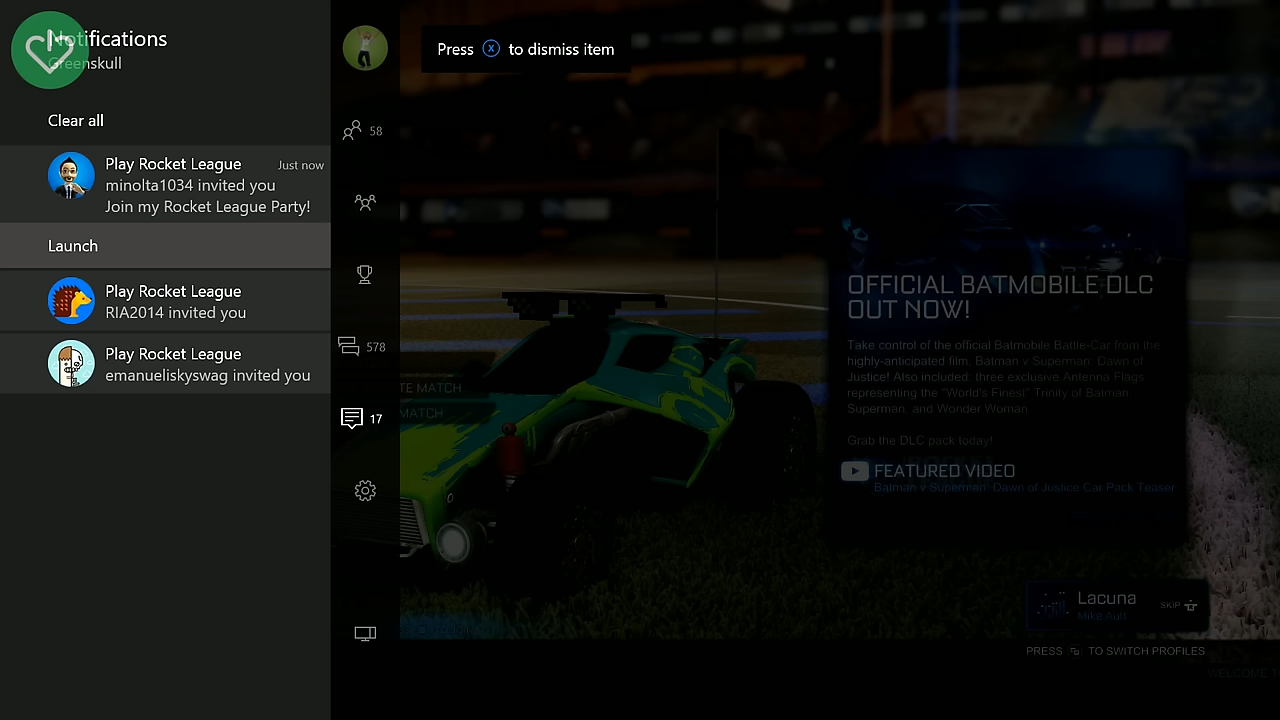 Notifications
Greenskull
Clear all
Play Rocket League
Just now
minolta1034 invited you
Join my Rocket League Party!
Launch
Play Rocket League
RIA2014 invited you
Play Rocket League
emanueliskyswag invited you
58
578
17
Press X to dismiss item
TE MATCH
MATCH
OFFICIAL BATMOBILE DLC
OUT NOW!
Take control of the official Batmobile Battle-Car from the
highly-anticipated film, Batman v Superman: Dawn of
Justice! Also included: three exclusive Antenna Flags
representing the "World's Finest" Trinity of Batman,
Superman, and Wonder Woman.
Grab the DLC pack today!
FEATURED VIDEO
Batman v Superman: Dawn of Justice Car Pack Teaser
Lacuna
Mike Ault
SKIP
PRESS TO SWITCH PROFILES
WELCOME